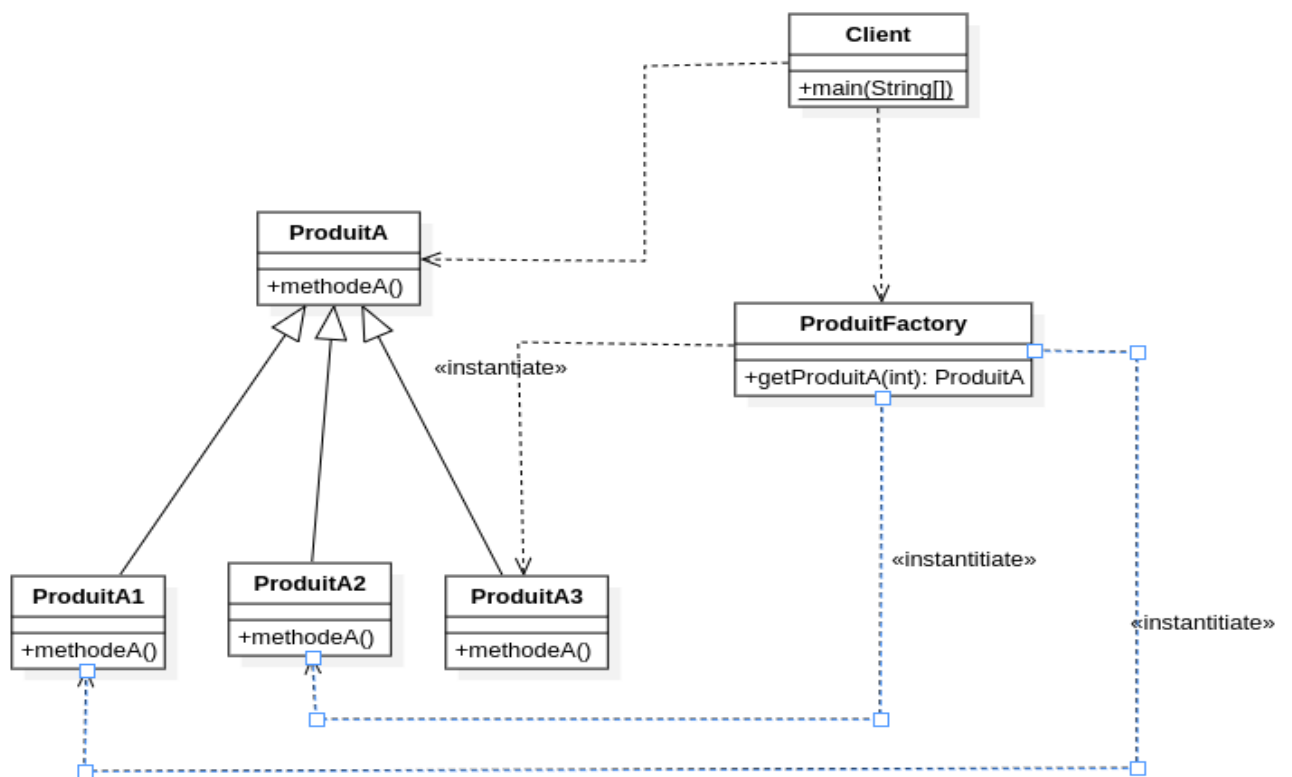 Client
+main(String[])
ProduitA
+methodeA()
ProduitFactory
+getProduitA(int): ProduitA
«instantiate»
«instantitiate»
«instantitiate»
ProduitA1
+methodeA()
ProduitA2
+methodeA()
ProduitA3
+methodeA()